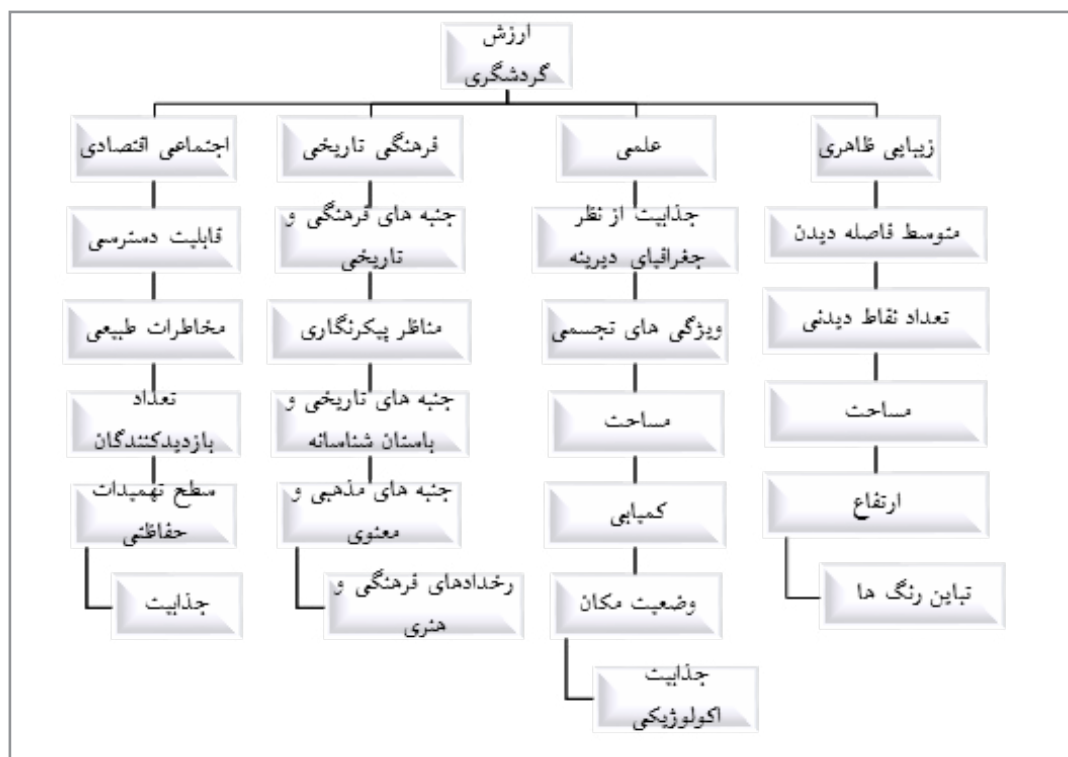 ارزش
گردشگری
زیبایی ظاهری
متوسط فاصله دیدن
تعداد نقاط دیدنی
مساحت
ارتفاع
تباین رنگ ها
علمی
جذابیت از نظر
جغرافیای دیرینه
ویژگی های تجسمی
مساحت
کمیابی
وضعیت مکان
جذابیت
اکولوژیکی
فرهنگی تاریخی
جنبه های فرهنگی و
تاریخی
مناظر پیکرنگاری
جنبه های تاریخی و
باستان شناسانه
جنبه های مذهبی و
معنوی
رخدادهای فرهنگی و
هنری
اجتماعی اقتصادی
قابلیت دسترسی
مخاطرات طبیعی
تعداد
بازدیدکنندگان
سطح تهمیدات
حفاظتی
جذابیت